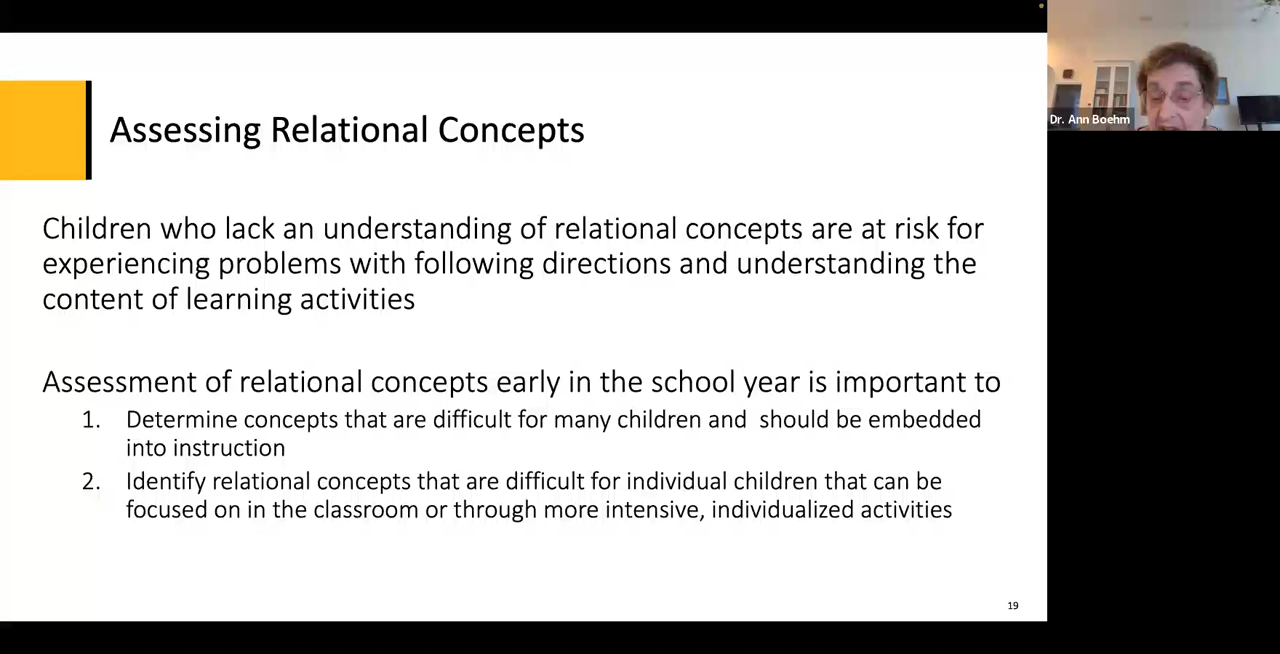 Assessing Relational Concepts
Dr. Ann Boehm
Children who lack an understanding of relational concepts are at risk for
experiencing problems with following directions and understanding the
content of learning activities
Assessment of relational concepts early in the school year is important to
1. Determine concepts that are difficult for many children and  should be embedded
into instruction
2. Identify relational concepts that are difficult for individual children that can be
focused on in the classroom or through more intensive, individualized activities
19